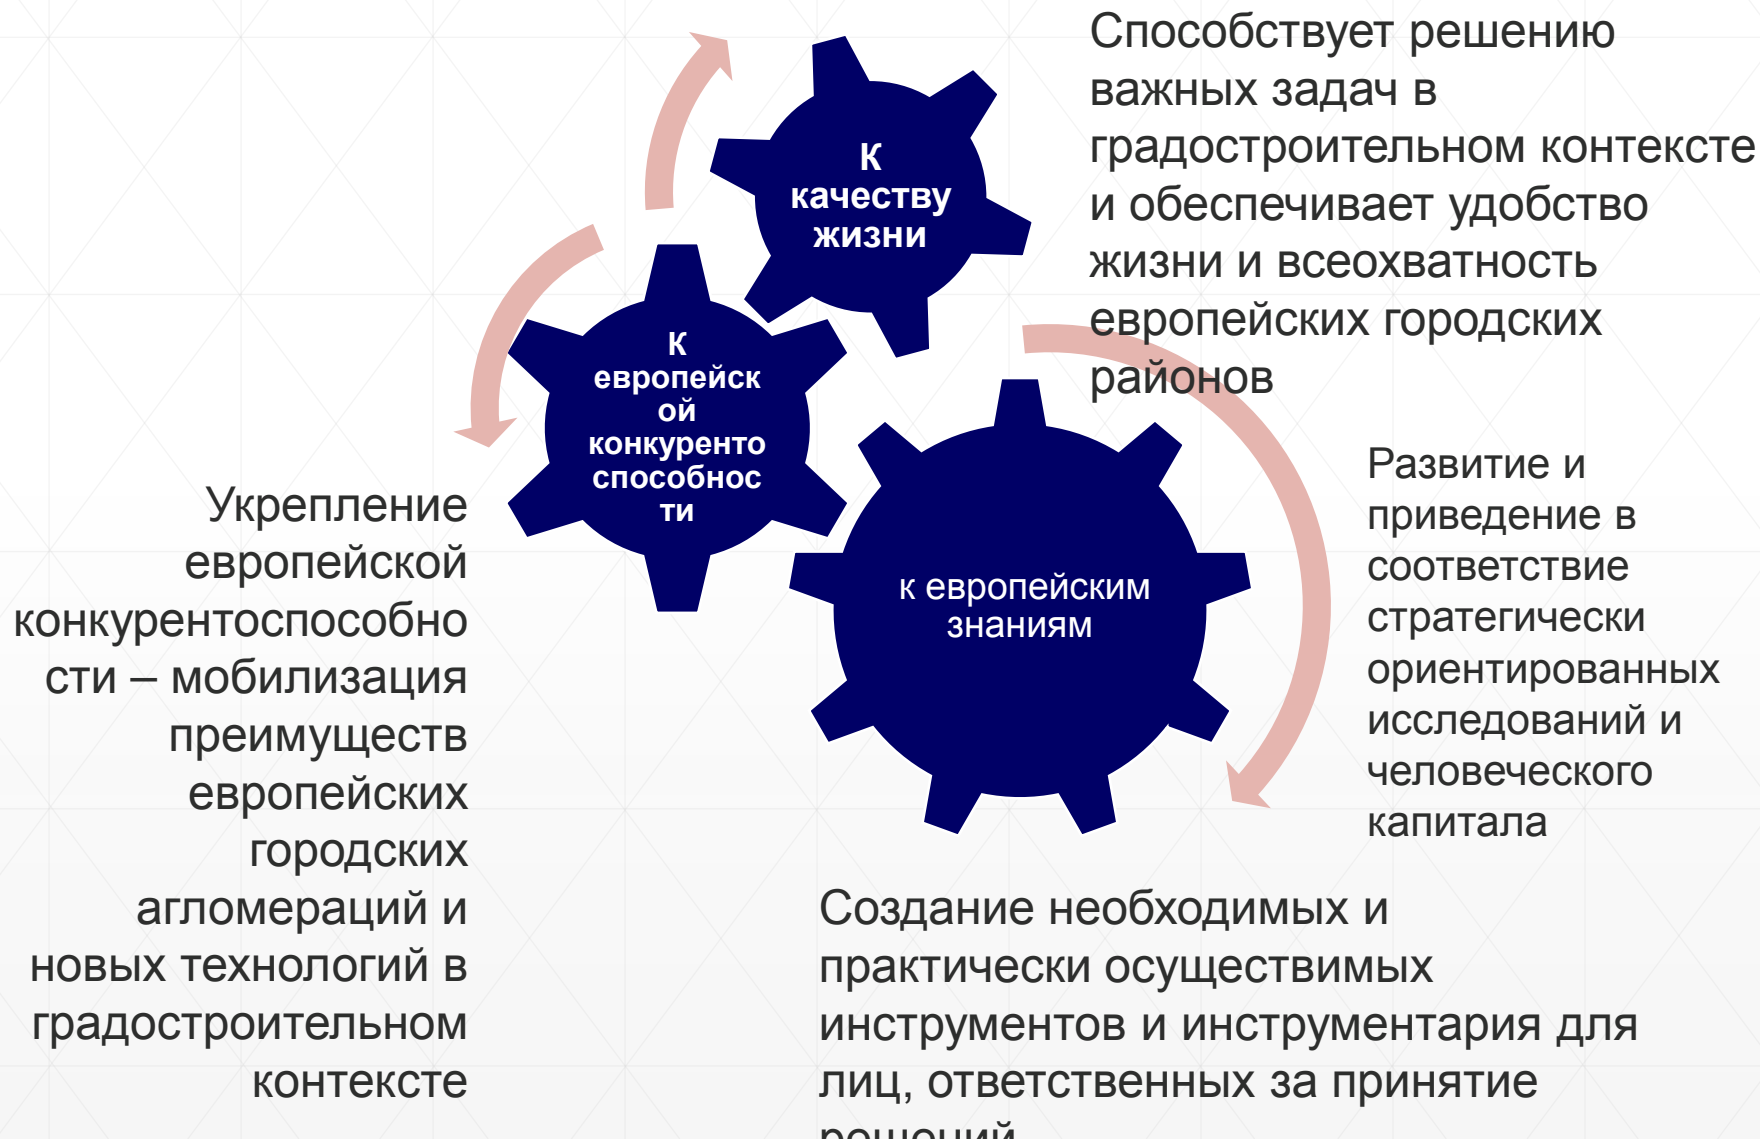 Способствует решению
важных задач в
градостроительном контексте
и обеспечивает удобство
жизни и всеохватность
европейских городских
районов
К
качеству
жизни
К
европейск
ой
конкуренто
способнос
ти
к европейским
знаниям
Укрепление
европейской
конкурентоспособно
сти – мобилизация
преимуществ
европейских
городских
агломераций и
новых технологий в
градостроительном
контексте
Развитие и
приведение в
соответствие
стратегически
ориентированных
исследований и
человеческого
капитала
Создание необходимых и
практически осуществимых
инструментов и инструментария для
лиц, ответственных за принятие
решений